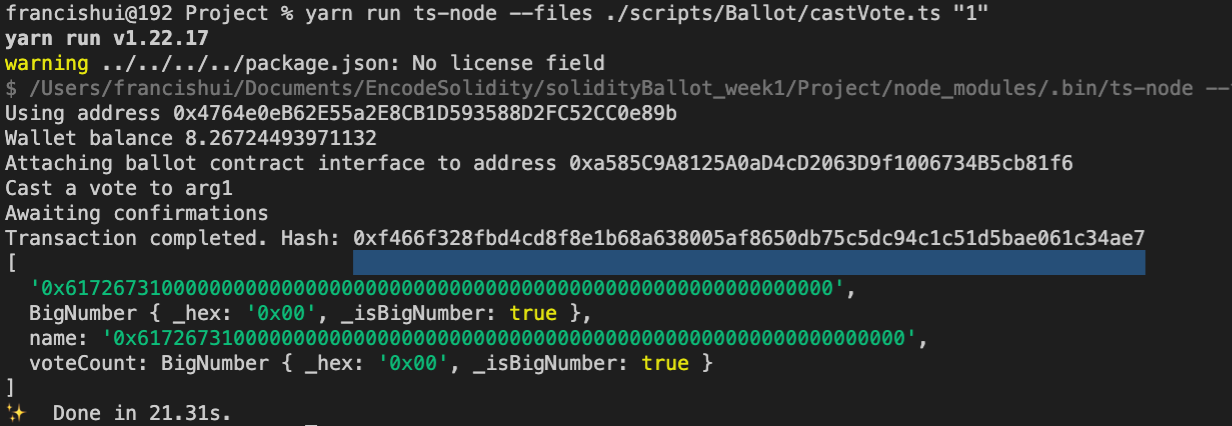 francishui@192 Project % yarn run ts-node --files ./scripts/Ballot/castVote.ts "1"
yarn run v1.22.17
warning ../../../../package.json: No license field
$ /Users/francishui/Documents/EncodeSolidity/solidityBallot_week1/Project/node_modules/.bin/ts-node --
Using address 0x4764e0eB62E55a2E8CB1D593588D2FC52CC0e89b
Wallet balance 8.26724493971132
Attaching ballot contract interface to address 0xa585C9A8125A0aD4cD2063D9f1006734B5cb81f6
Cast a vote to arg1
Awaiting confirmations
Transaction completed. Hash: 0xf466f328fbd4cd8f8e1b68a638005af8650db75c5dc94c1c51d5bae061c34ae7
[
  '0x6172673100000000000000000000000000000000000000000000000000000000',
  BigNumber { _hex: '0x00', _isBigNumber: true },
  name: '0x6172673100000000000000000000000000000000000000000000000000000000',
  voteCount: BigNumber { _hex: '0x00', _isBigNumber: true }
]
✨  Done in 21.31s.